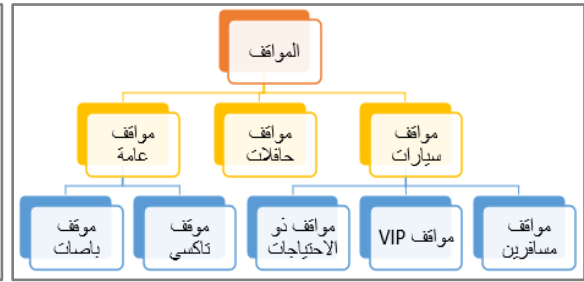 المواقف
مواقف
سيارات
مواقف
حافلات
مواقف
عامة
مواقف
مسافرين
مواقف VIP
مواقف ذو
الاحتياجات
موقف
تاكسي
موقف
باصات